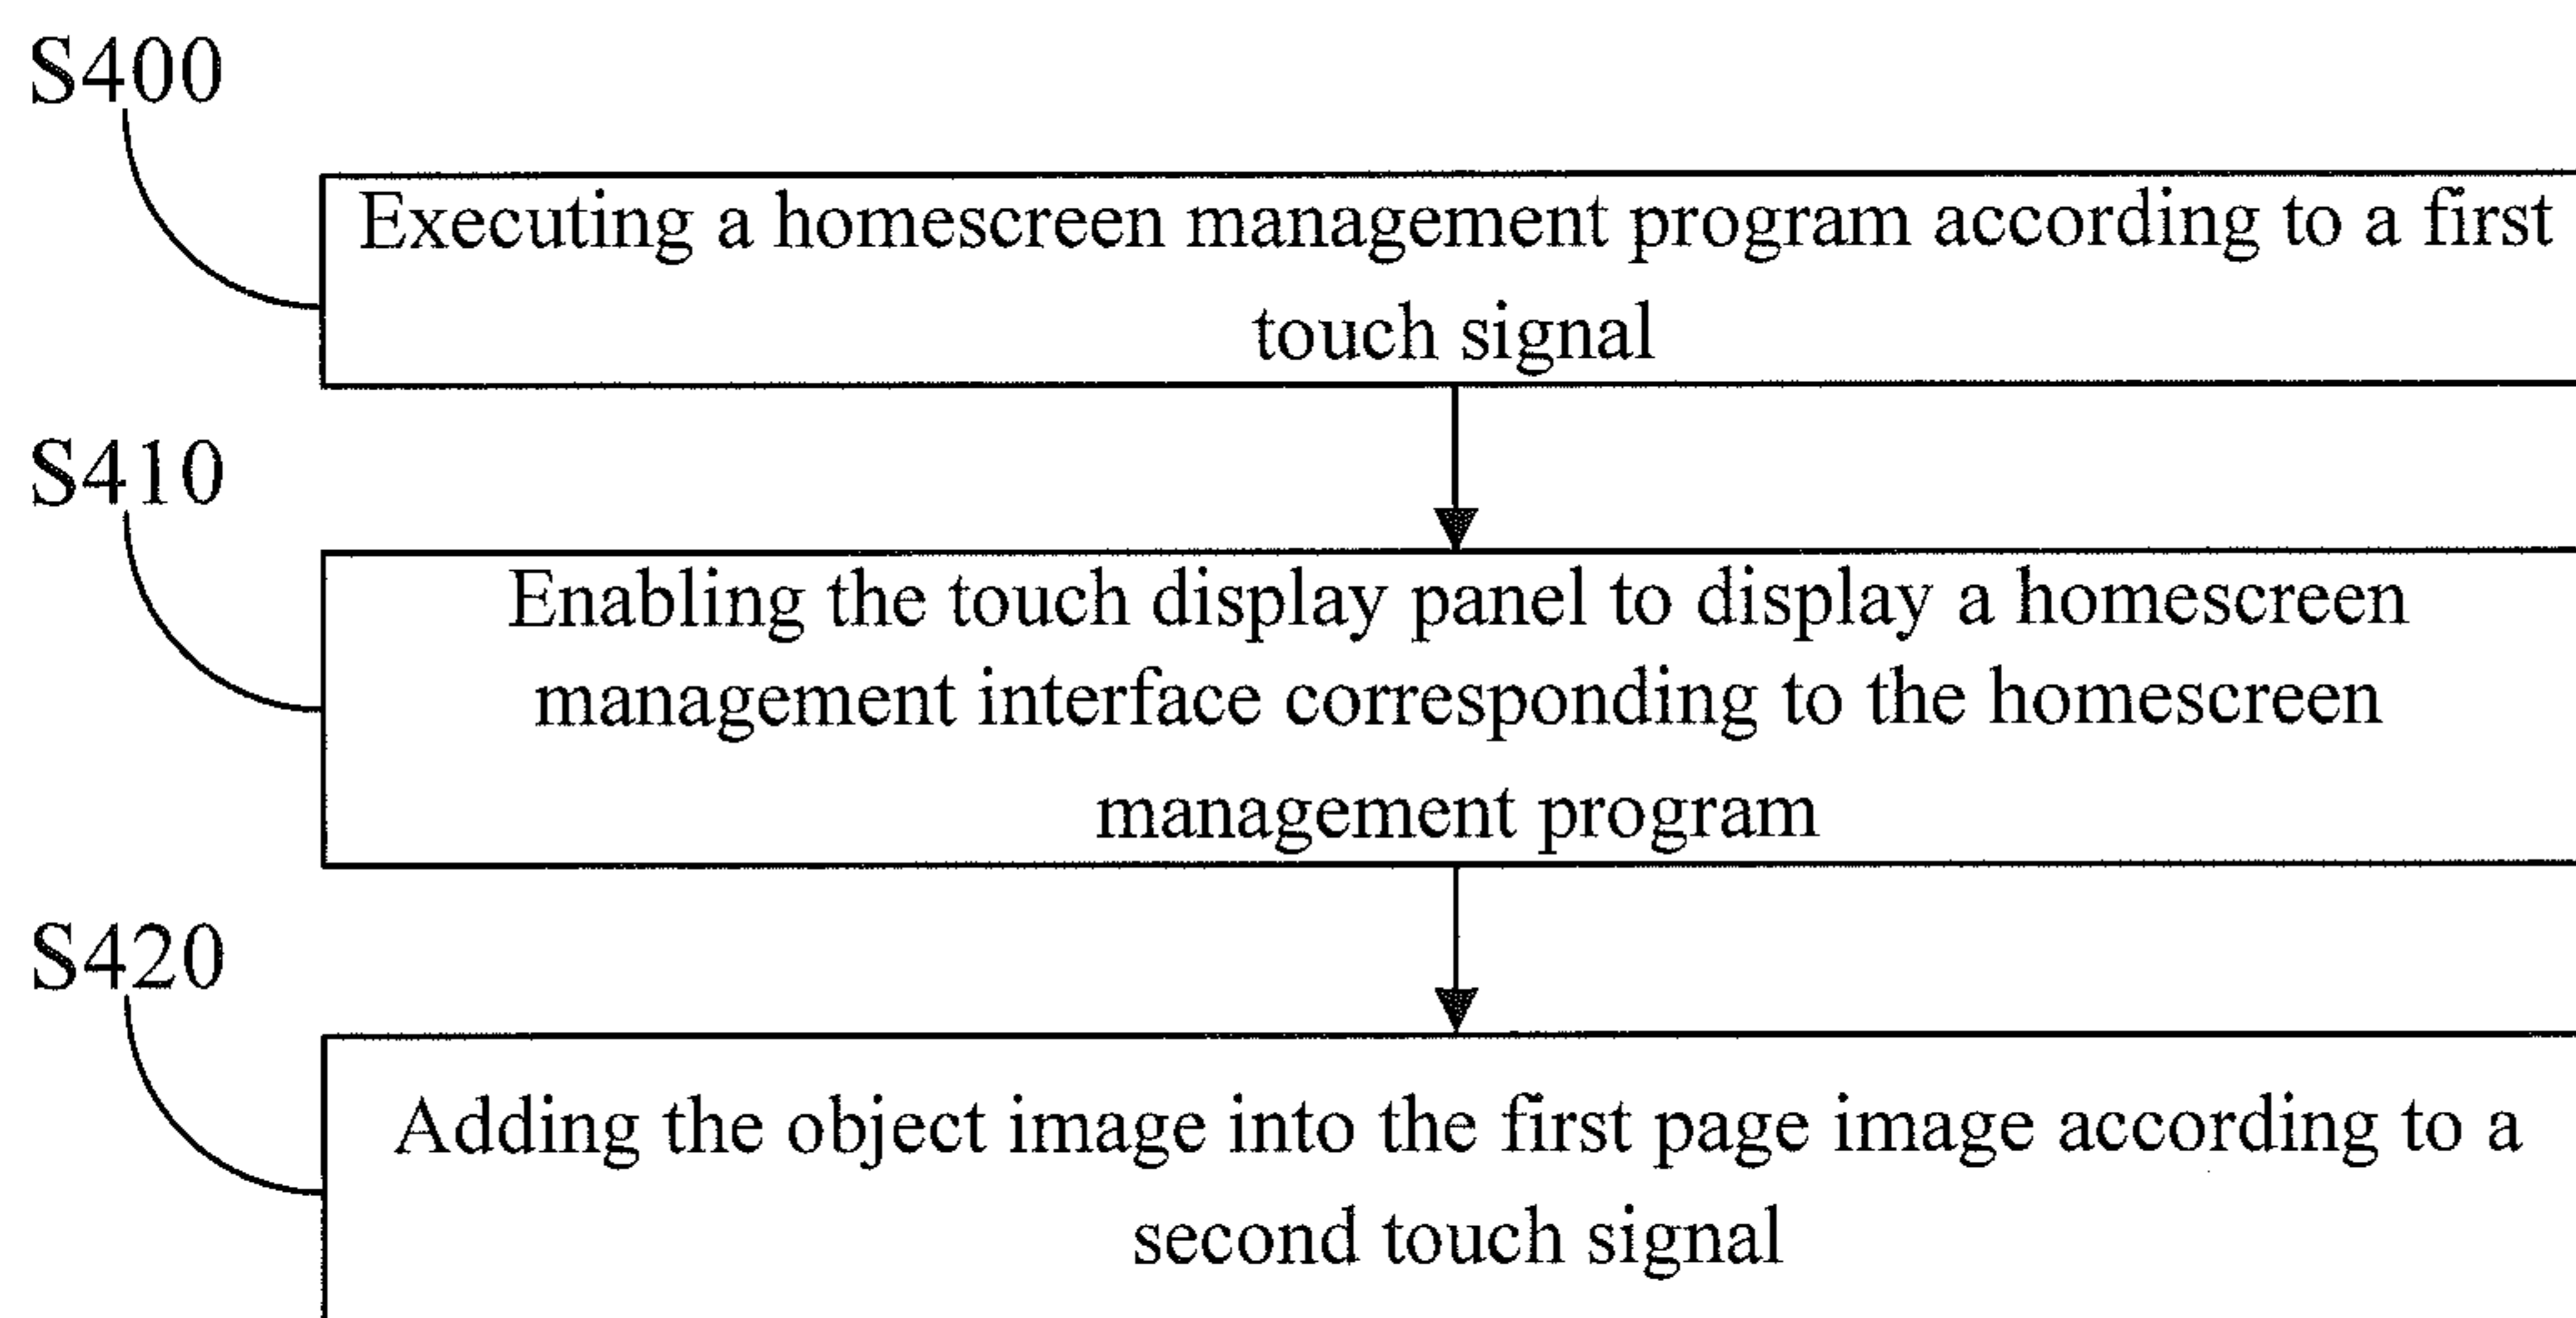 S400
Executing a homescreen management program according to a first
touch signal
S410
Enabling the touch display panel to display a homescreen
management interface corresponding to the homescreen
management program
S420
Adding the object image into the first page image according to a
second touch signal